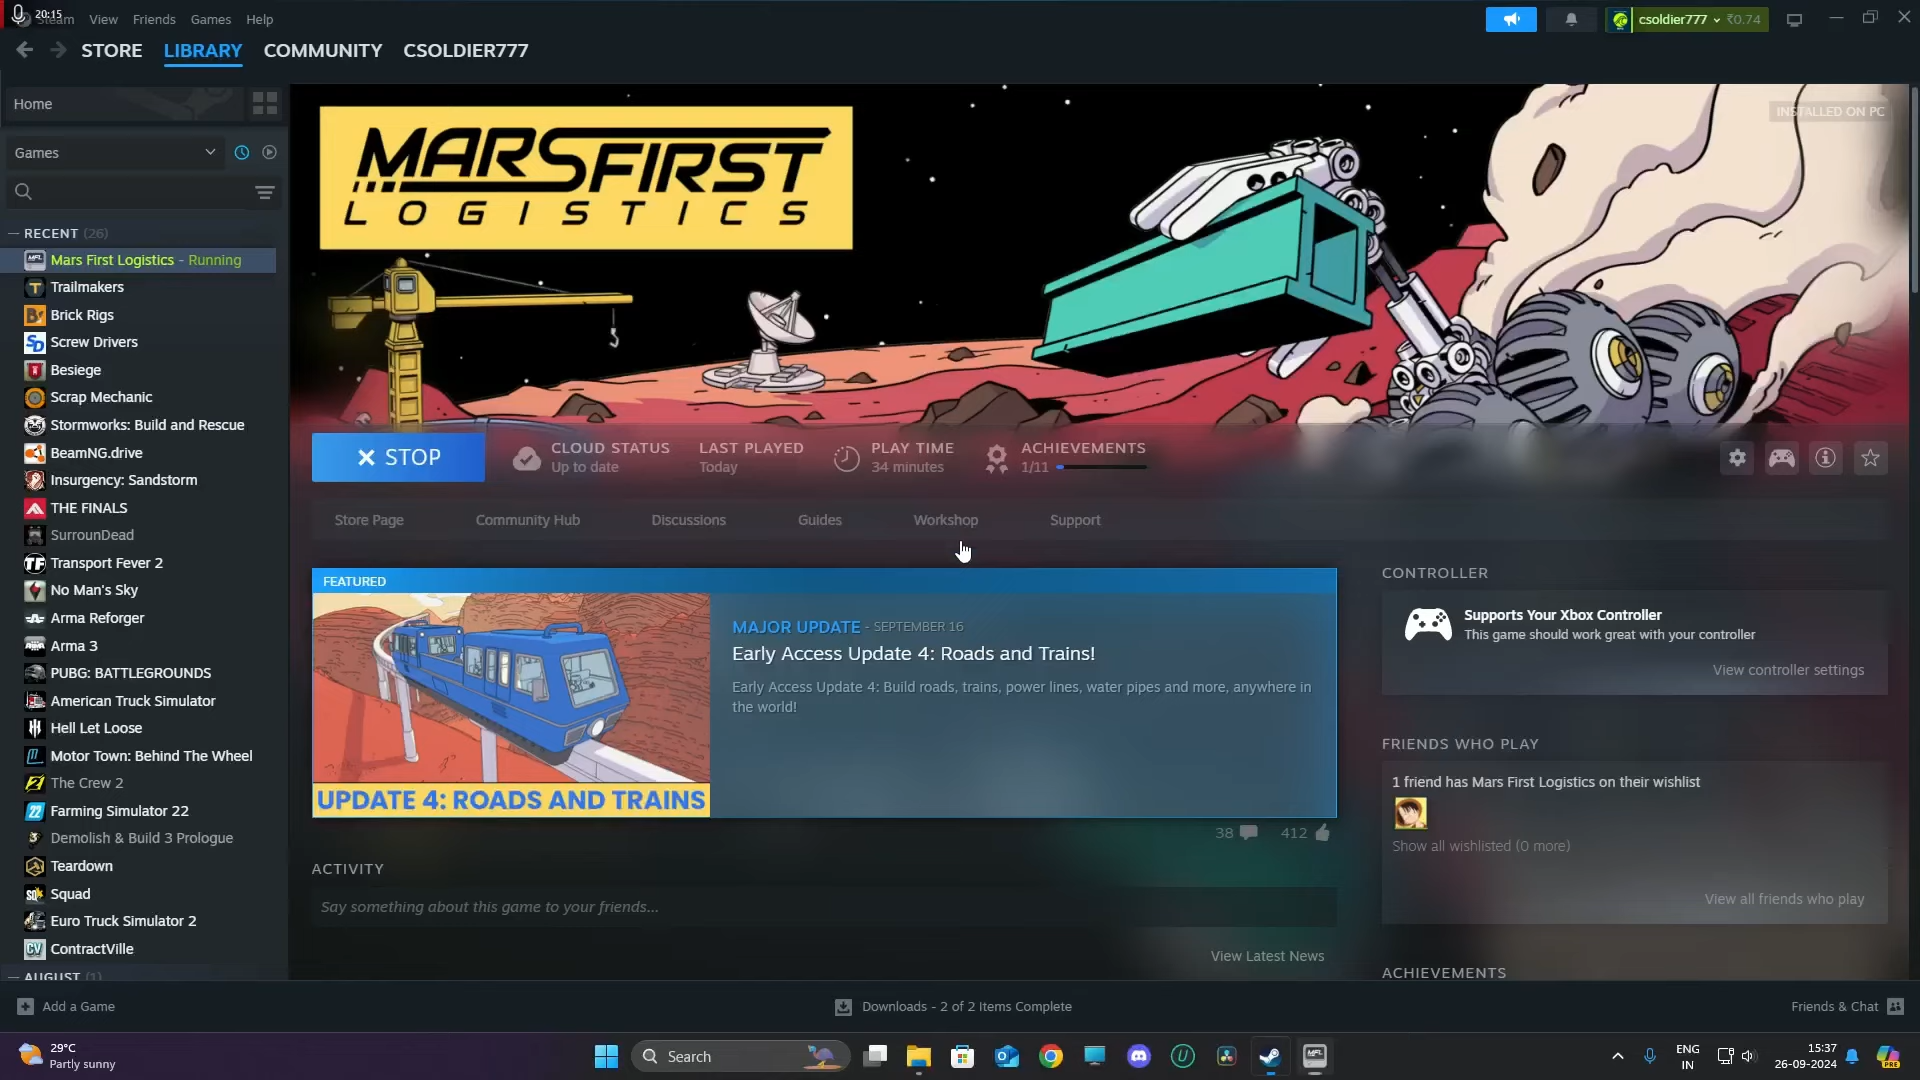 20:15
Steam View Friends Games Help
csoldier777 ₹0.74
STORE LIBRARY COMMUNITY CSOLDIER777
Home
INSTALLED ON PC
MARS FIRST
LOGISTICS
Games
RECENT (26)
Mars First Logistics - Running
Trailmakers
Brick Rigs
Screw Drivers
Besiege
Scrap Mechanic
Stormworks: Build and Rescue
BeamNG.drive
Insurgency: Sandstorm
THE FINALS
SurrounDead
Transport Fever 2
No Man's Sky
Arma Reforger
Arma 3
PUBG: BATTLEGROUNDS
American Truck Simulator
Hell Let Loose
Motor Town: Behind The Wheel
The Crew 2
Farming Simulator 22
Demolish & Build 3 Prologue
Teardown
Squad
Euro Truck Simulator 2
ContractVille
AUGUST (1)
STOP
CLOUD STATUS
Up to date
LAST PLAYED
Today
PLAY TIME
34 minutes
ACHIEVEMENTS
1/11
Store Page Community Hub Discussions Guides Workshop Support
FEATURED
UPDATE 4: ROADS AND TRAINS
MAJOR UPDATE - SEPTEMBER 16
Early Access Update 4: Roads and Trains!
Early Access Update 4: Build roads, trains, power lines, water pipes and more, anywhere in
the world!
38 412
ACTIVITY
Say something about this game to your friends...
View Latest News
CONTROLLER
Supports Your Xbox Controller
This game should work great with your controller
View controller settings
FRIENDS WHO PLAY
1 friend has Mars First Logistics on their wishlist
Show all wishlisted (0 more)
View all friends who play
ACHIEVEMENTS
Add a Game
Downloads - 2 of 2 Items Complete
Friends & Chat
29°C
Partly sunny
Search
ENG
IN
15:37
26-09-2024